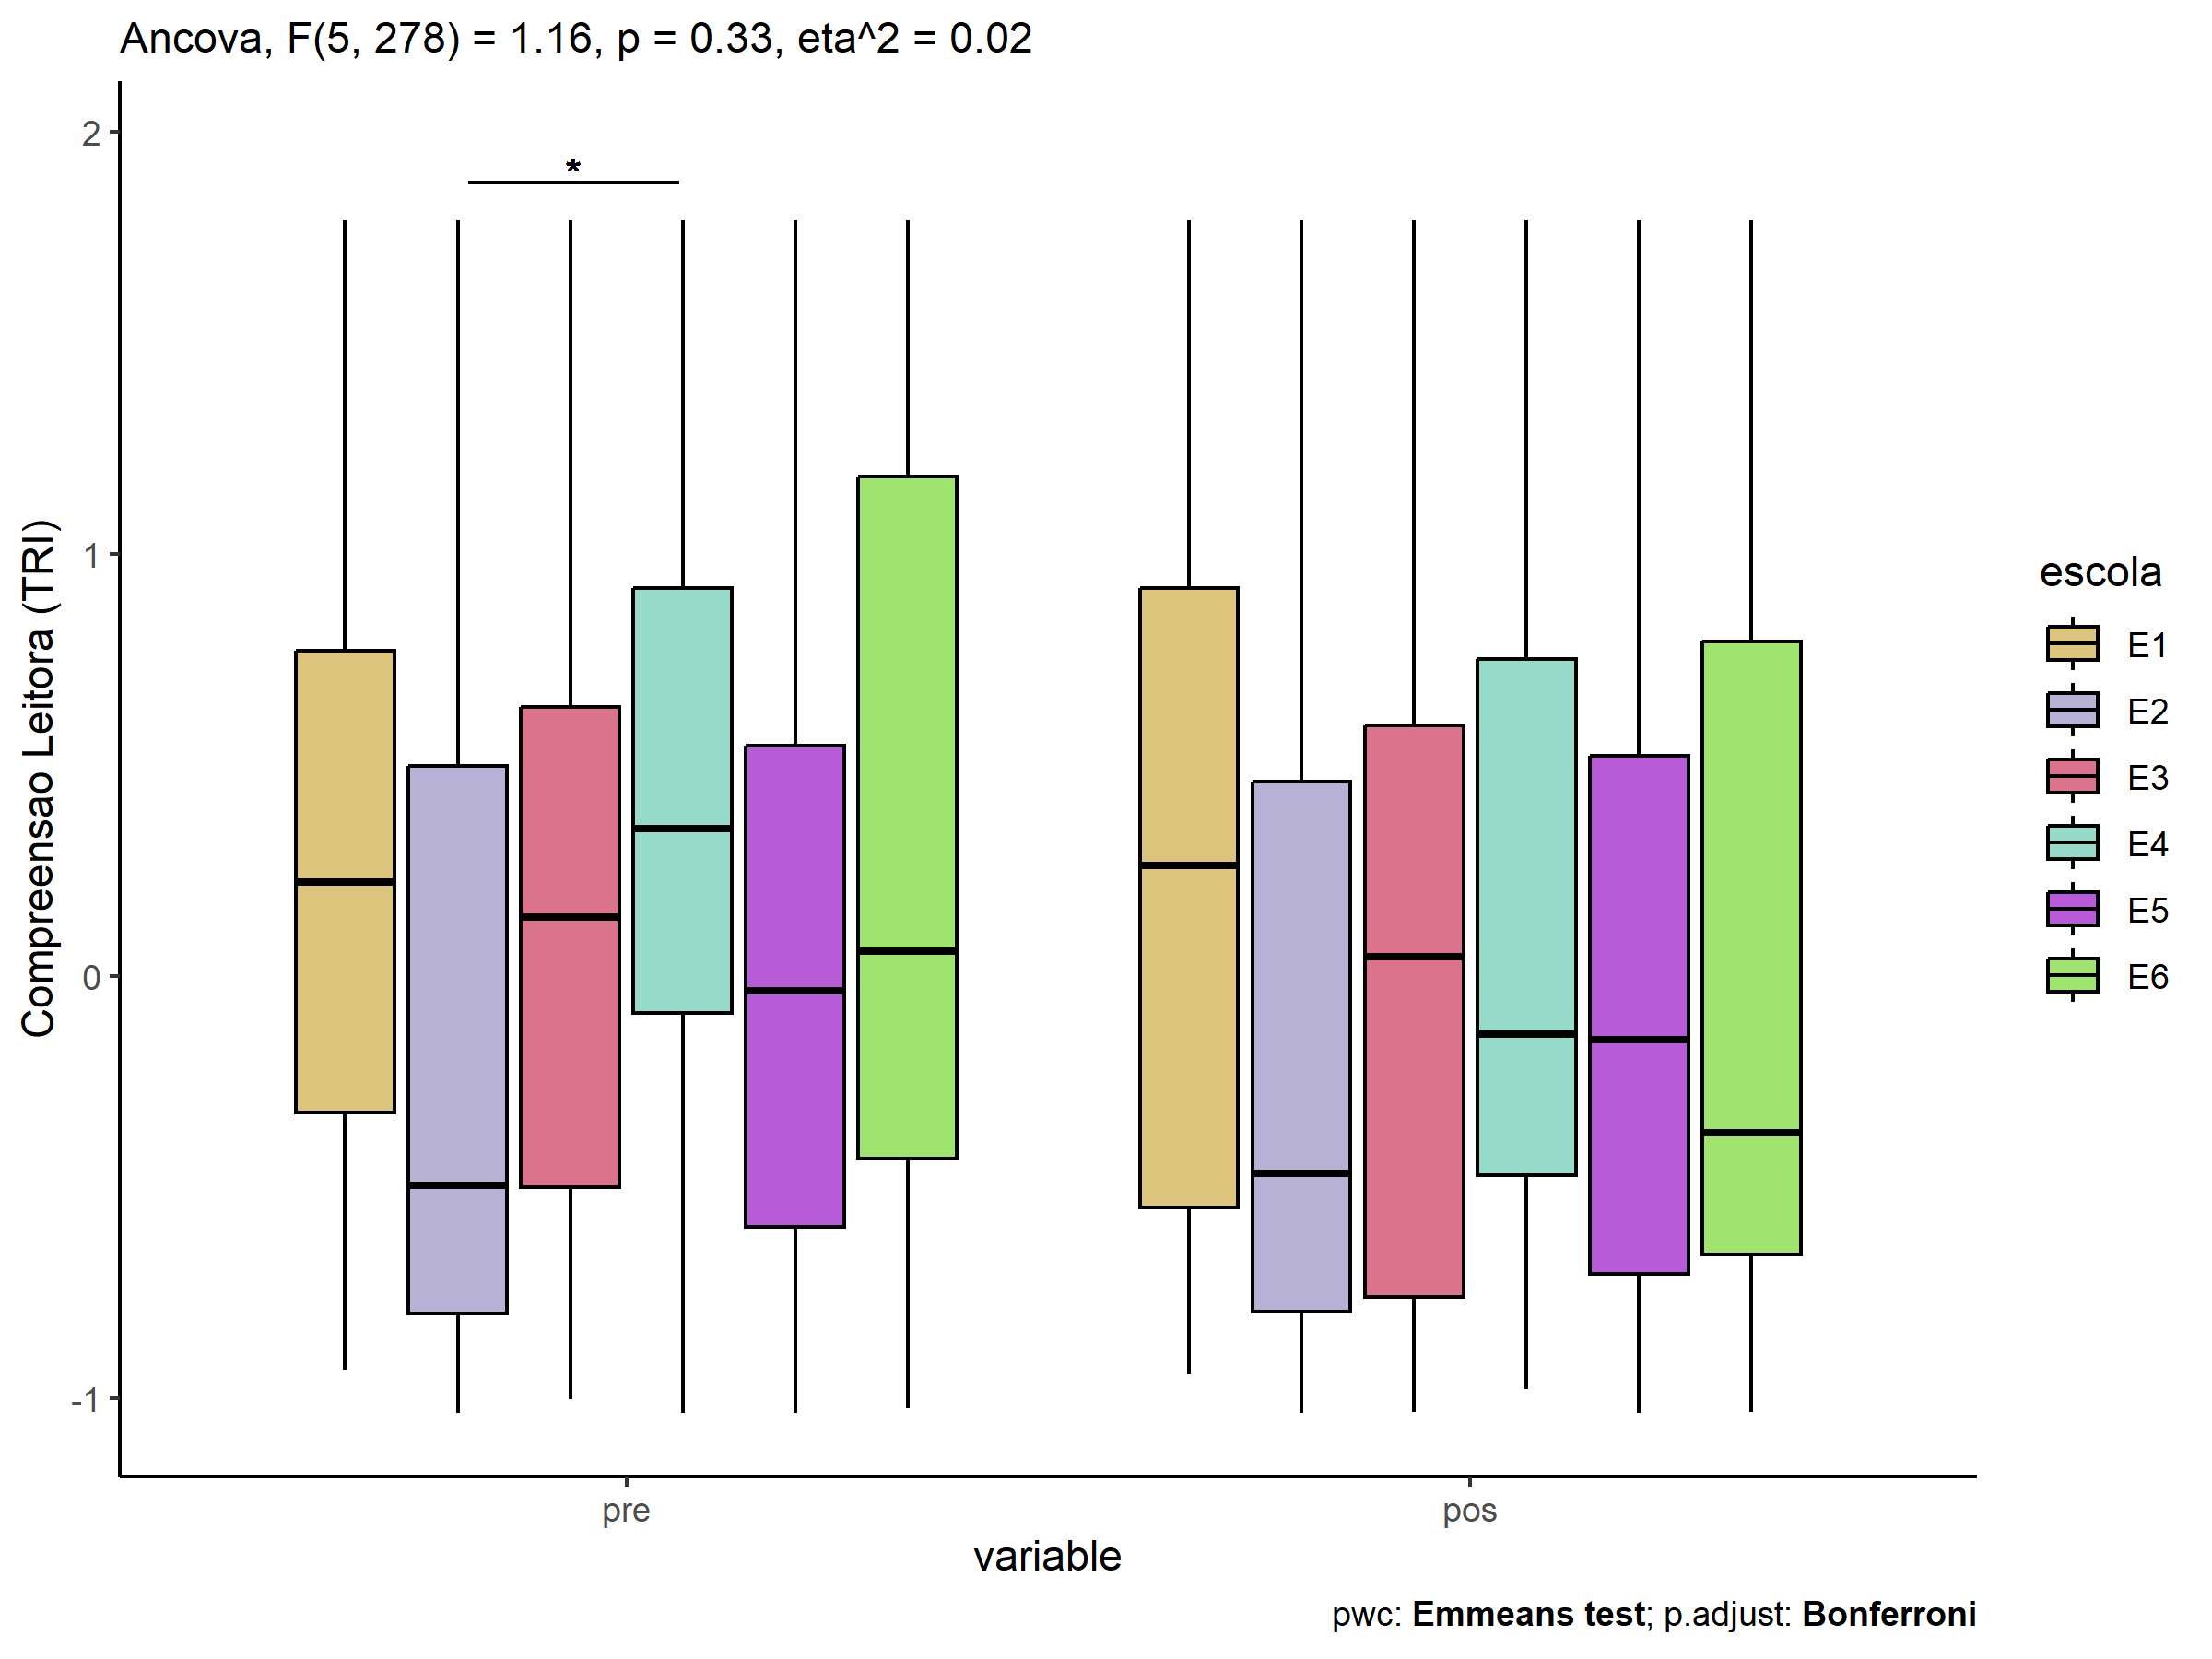 Ancova, F(5, 278) = 1.16, p = 0.33, eta^2 = 0.02
2
1
0
-1
*
Compreensao Leitora (TRI)
pre
pos
variable
escola
E1
E2
E3
E4
E5
E6
pwc: Emmeans test; p.adjust: Bonferroni